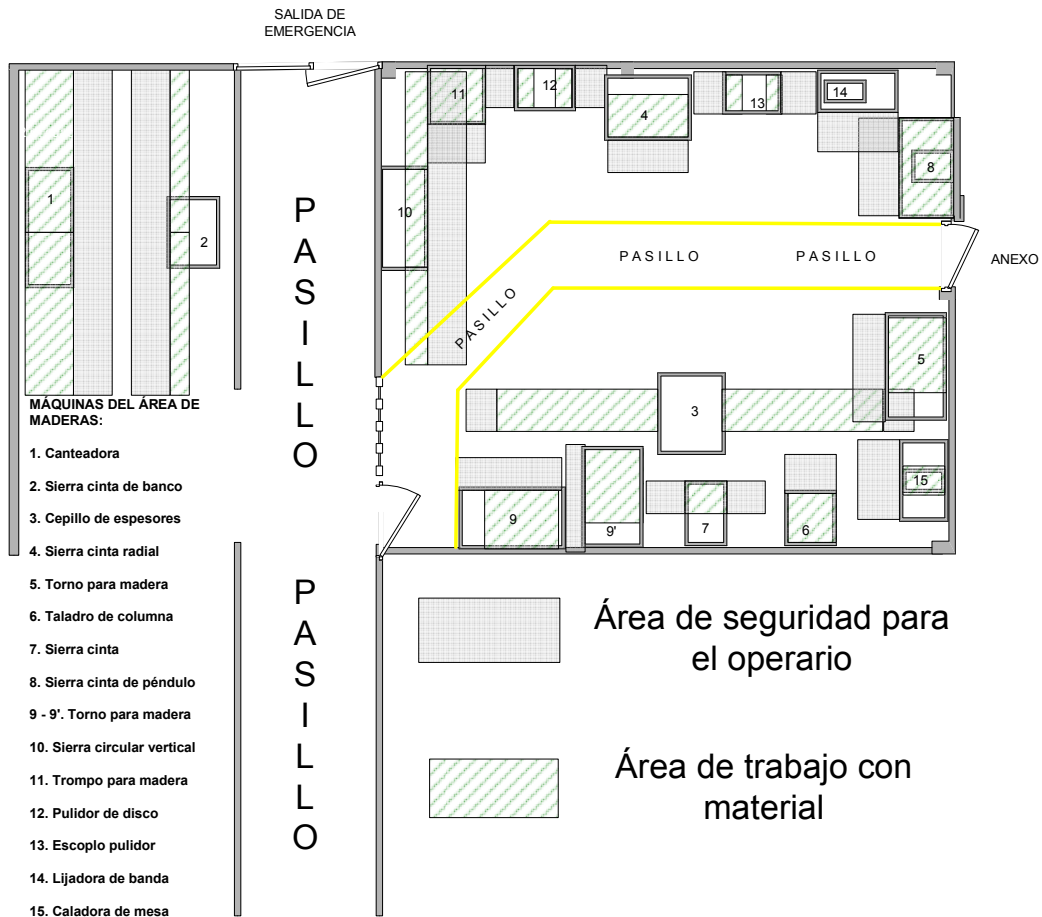 SALIDA DE
EMERGENCIA
11
12
4
13
14
8
1
2
10
PASILLO
PASILLO
PASILLO
PASILLO
ANEXO
5
3
9
9'
7
6
15
MÁQUINAS DEL ÁREA DE
MADERAS:
1. Canteadora
2. Sierra cinta de banco
3. Cepillo de espesores
4. Sierra cinta radial
5. Torno para madera
6. Taladro de columna
7. Sierra cinta
8. Sierra cinta de péndulo
9 - 9'. Torno para madera
10. Sierra circular vertical
11. Trompo para madera
12. Pulidor de disco
13. Escoplo pulidor
14. Lijadora de banda
15. Caladora de mesa
PASILLO
Área de seguridad para
el operario
Área de trabajo con
material